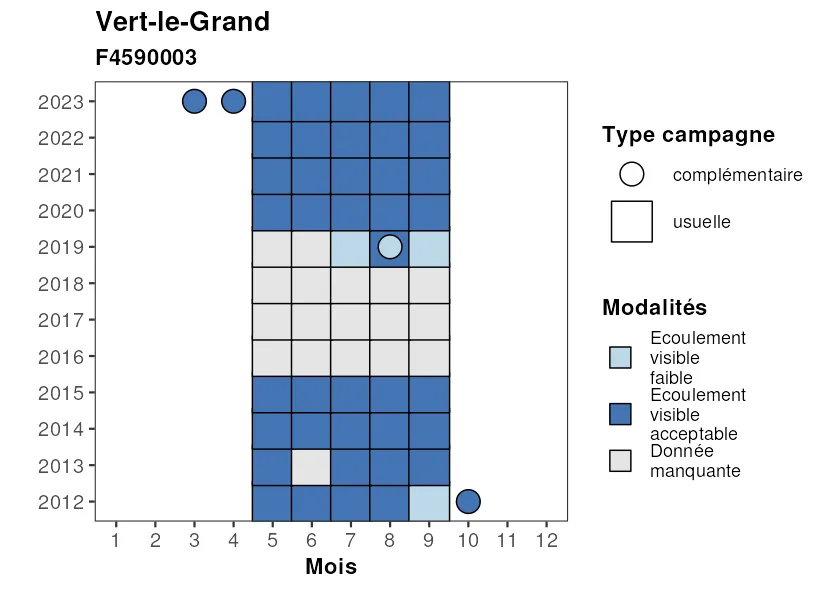 Vert-le-Grand
F4590003
2023
2022
2021
2020
2019
2018
2017
2016
2015
2014
2013
2012
1 2 3 4 5 6 7 8 9 10 11 12
Mois
Type campagne
complémentaire
usuelle
Modalités
Ecoulement
visible
faible
Ecoulement
visible
acceptable
Donnée
manquante